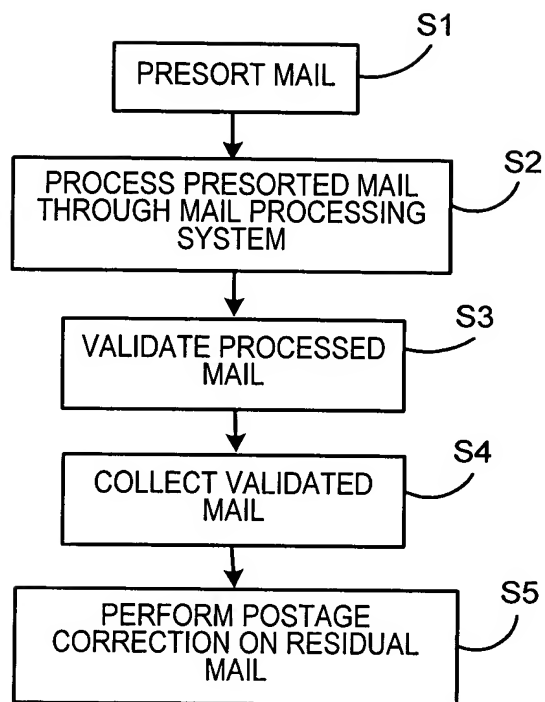 S1
PRESORT MAIL
S2
PROCESS PRESORTED MAIL
THROUGH MAIL PROCESSING
SYSTEM
S3
VALIDATE PROCESSED
MAIL
S4
COLLECT VALIDATED
MAIL
S5
PERFORM POSTAGE
CORRECTION ON RESIDUAL
MAIL